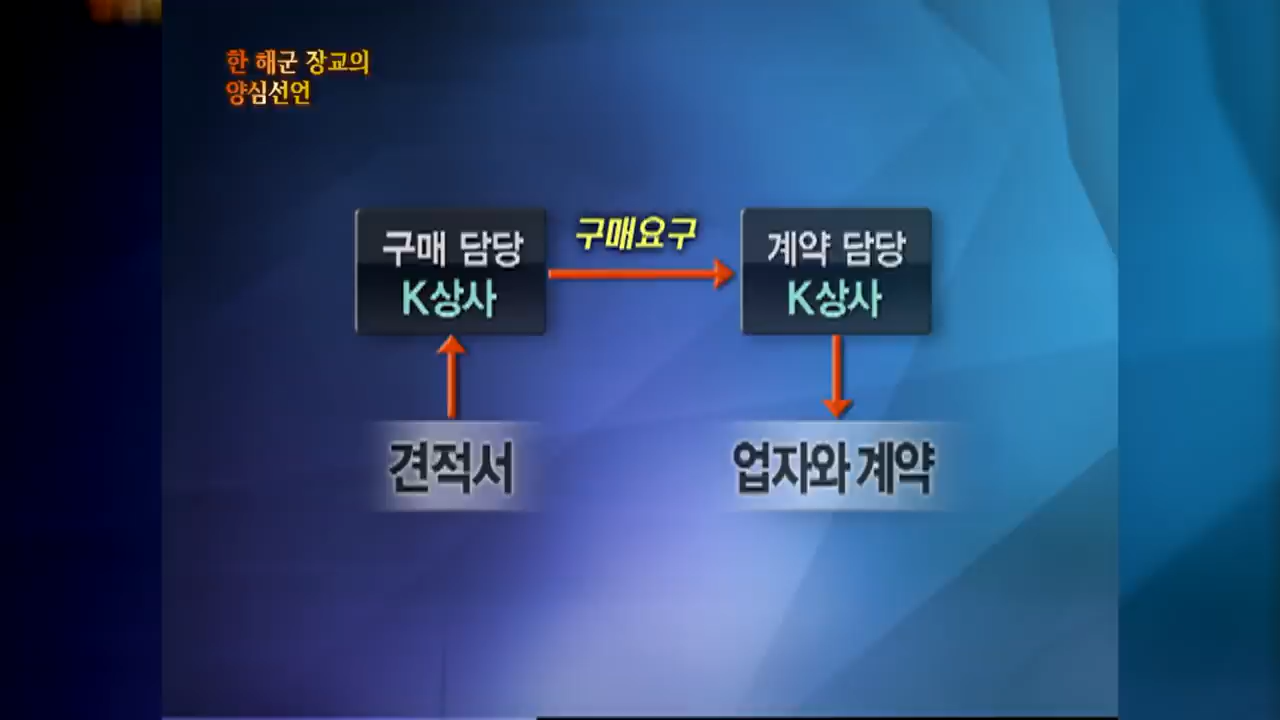 한 해군 장교의
양심선언
구매 담당
K상사
구매요구
계약 담당
K상사
견적서
업자와 계약